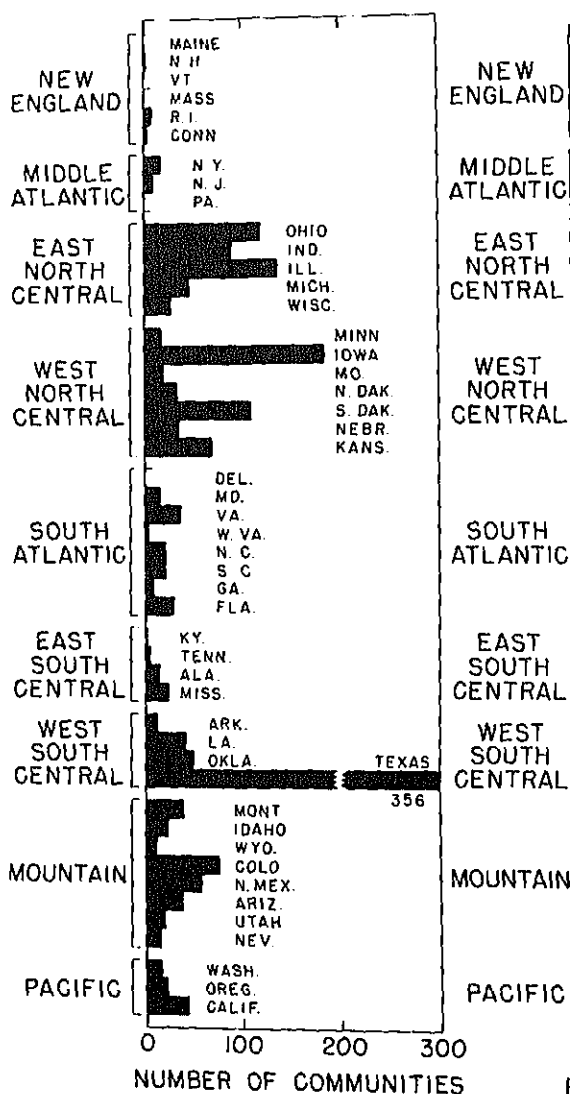 0 100 200 300
NEW
ENGLAND
MAINE
N H
VT
MASS
R.I.
CONN
MIDDLE
ATLANTIC
N Y.
N. J.
PA.
EAST
NORTH
CENTRAL
OHIO
IND.
ILL.
MICH.
WISC.
WEST
NORTH
CENTRAL
MINN
IOWA
MO.
N. DAK.
S. DAK.
NEBR.
KANS.
SOUTH
ATLANTIC
DEL.
MD.
VA.
W. VA.
N. C.
S C
GA.
FLA.
EAST
SOUTH
CENTRAL
KY.
TENN.
ALA.
MISS.
WEST
SOUTH
CENTRAL
ARK.
LA.
OKLA.
TEXAS
356
MOUNTAIN
MONT
IDAHO
WYO.
COLO
N. MEX.
ARIZ.
UTAH
NEV.
PACIFIC
WASH.
OREG.
CALIF.
0 100 200 300
NUMBER OF COMMUNITIES
NEW
ENGLAND
MIDDLE
ATLANTIC
EAST
NORTH
CENTRAL
WEST
NORTH
CENTRAL
SOUTH
ATLANTIC
EAST
SOUTH
CENTRAL
WEST
SOUTH
CENTRAL
MOUNTAIN
PACIFIC